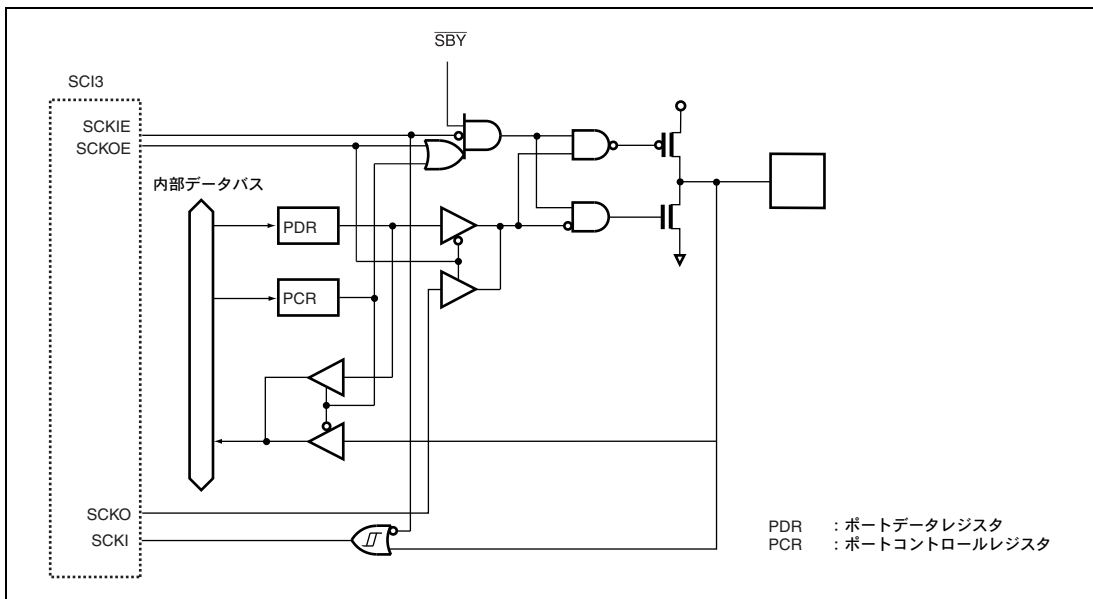 SBY
SCI3
SCKIE
SCKOE
内部データバス
PDR
PCR
SCKO
SCKI
PDR :ポートデータレジスタ
PCR :ポートコントロールレジスタ